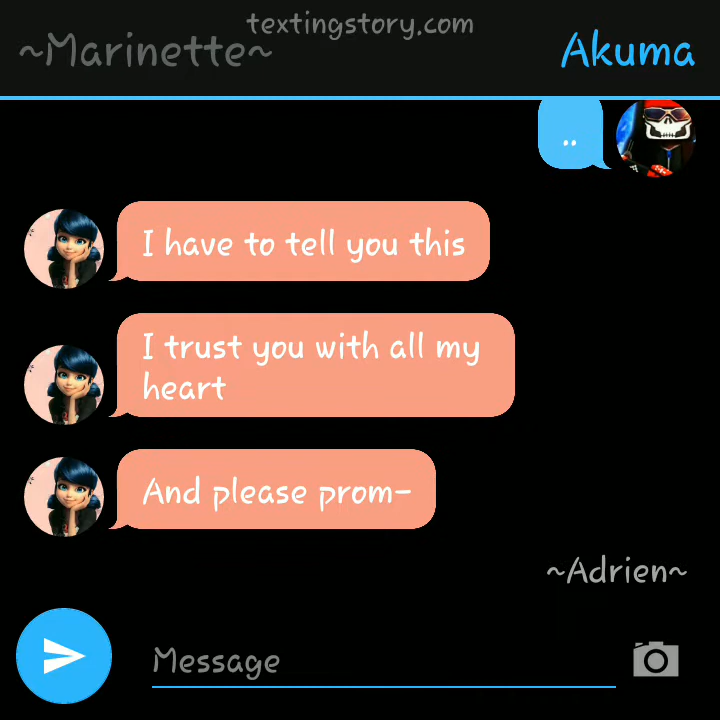 textingstory.com
~Marinette~
Akuma
..
I have to tell you this
I trust you with all my
heart
And please prom-
~Adrien~
Message